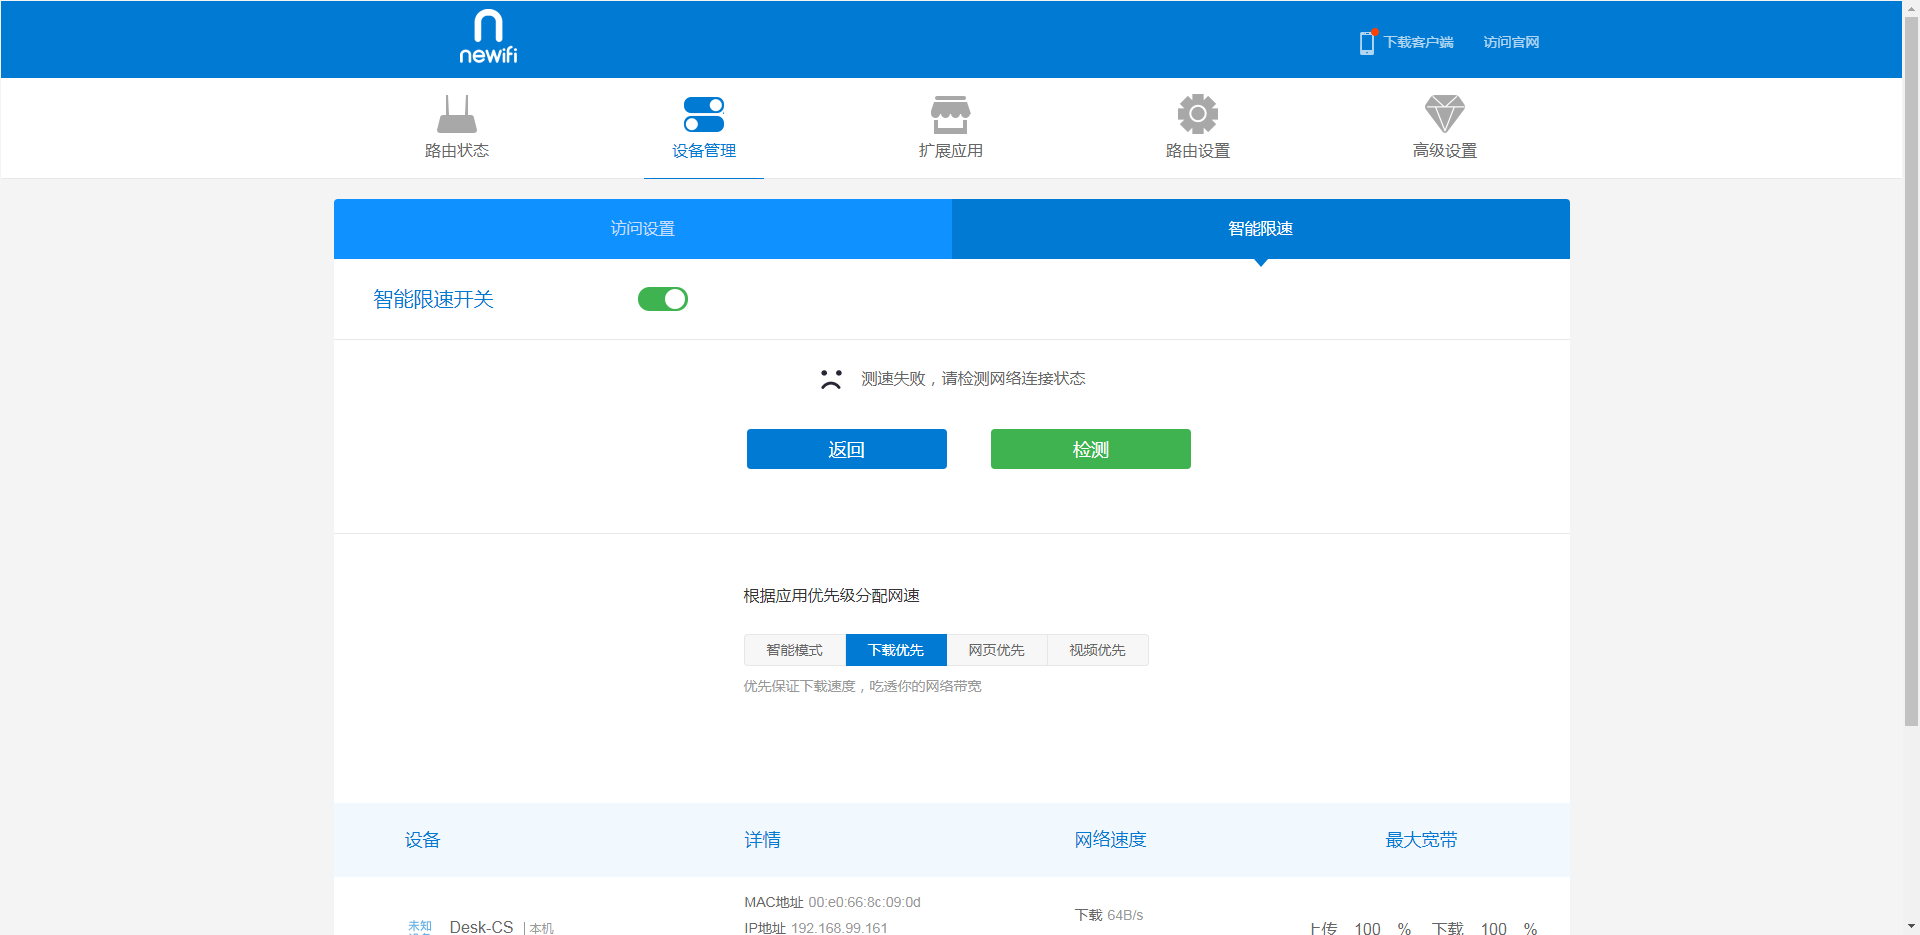 newifi
下载客户端 访问官网
路由状态 设备管理 扩展应用 路由设置 高级设置
访问设置 智能限速
智能限速开关
测速失败，请检测网络连接状态
返回 检测
根据应用优先级分配网速
智能模式 下载优先 网页优先 视频优先
优先保证下载速度，吃透你的网络带宽
设备 详情 网络速度 最大宽带
MAC地址 00:e0:66:8c:09:0d
下载 64B/s
未知 Desk-CS | 本机
IP地址 192.168.99.161
上传 100 % 下载 100 %